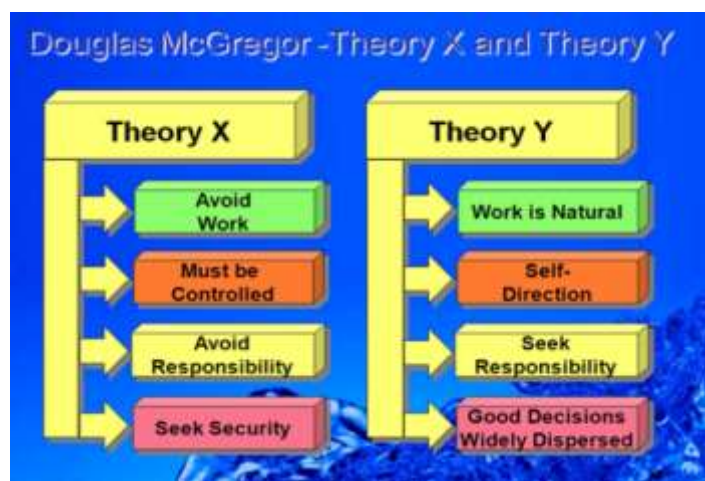 Douglas McGregor -Theory X and Theory Y
Theory X
Avoid
Work
Must be
Controlled
Avoid
Responsibility
Seek Security
Theory Y
Work is Natural
Self-
Direction
Seek
Responsibility
Good Decisions
Widely Dispersed